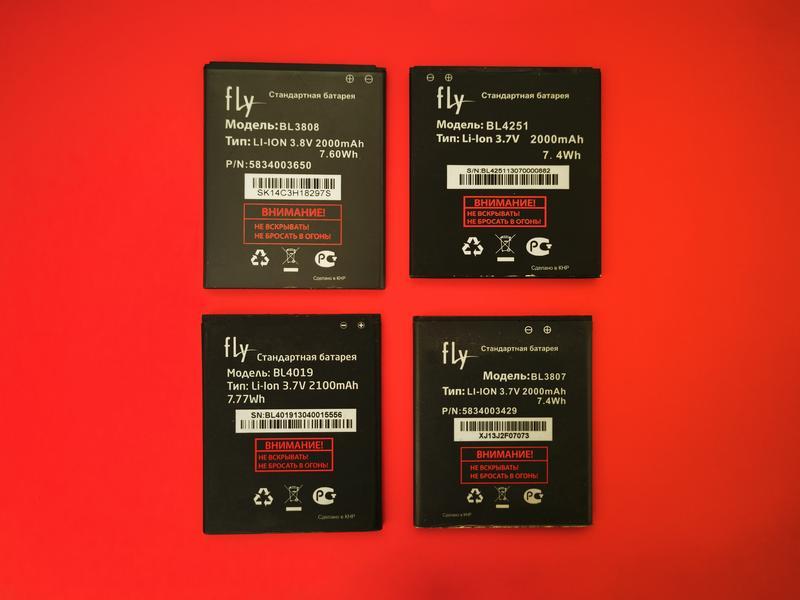 fly
Стандартная батарея
Модель: BL3808
Тип: LI-ION 3.8V 2000mAh
7.60Wh
P/N: 5834003650
SK14C3H18297S
ВНИМАНИЕ!
НЕ ВСКРЫВАТЬ!
НЕ БРОСАТЬ В ОГОНЬ!
Сделано в КНР
fly
Стандартная батарея
Модель: BL4251
Тип: Li-Ion 3.7V 2000mAh
7.4Wh
S/N:BL425113070000882
ВНИМАНИЕ!
НЕ ВСКРЫВАТЬ!
НЕ БРОСАТЬ В ОГОНЬ!
Сделано в КНР
fly
Стандартная батарея
Модель: BL4019
Тип: Li-Ion 3.7V 2100mAh
7.77Wh
SN:BL401913040015556
ВНИМАНИЕ!
НЕ ВСКРЫВАТЬ!
НЕ БРОСАТЬ В ОГОНЬ!
Сделано в КНР
fly
Стандартная батарея
Модель: BL3807
Тип: LI-ION 3.7V 2000mAh
7.4Wh
P/N:5834003429
XJ13J2F07073
ВНИМАНИЕ!
НЕ ВСКРЫВАТЬ!
НЕ БРОСАТЬ В ОГОНЬ!
Сделано в КНР